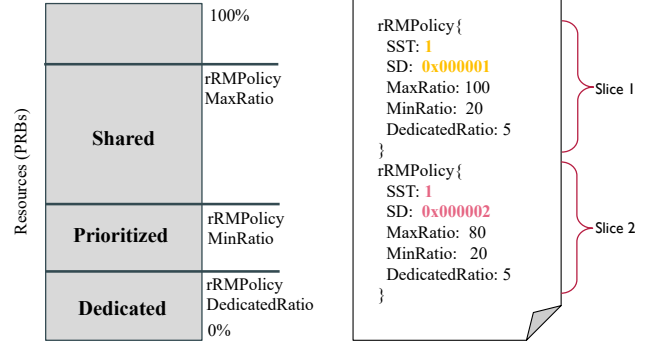 Resources (PRBs)
100%
rRMPolicy
MaxRatio
Shared
rRMPolicy
MinRatio
Prioritized
rRMPolicy
DedicatedRatio
Dedicated
0%
rRMPolicy{
SST: 1
SD: 0x000001
MaxRatio: 100
MinRatio: 20
DedicatedRatio: 5
}
Slice 1
rRMPolicy{
SST: 1
SD: 0x000002
MaxRatio: 80
MinRatio: 20
DedicatedRatio: 5
}
Slice 2